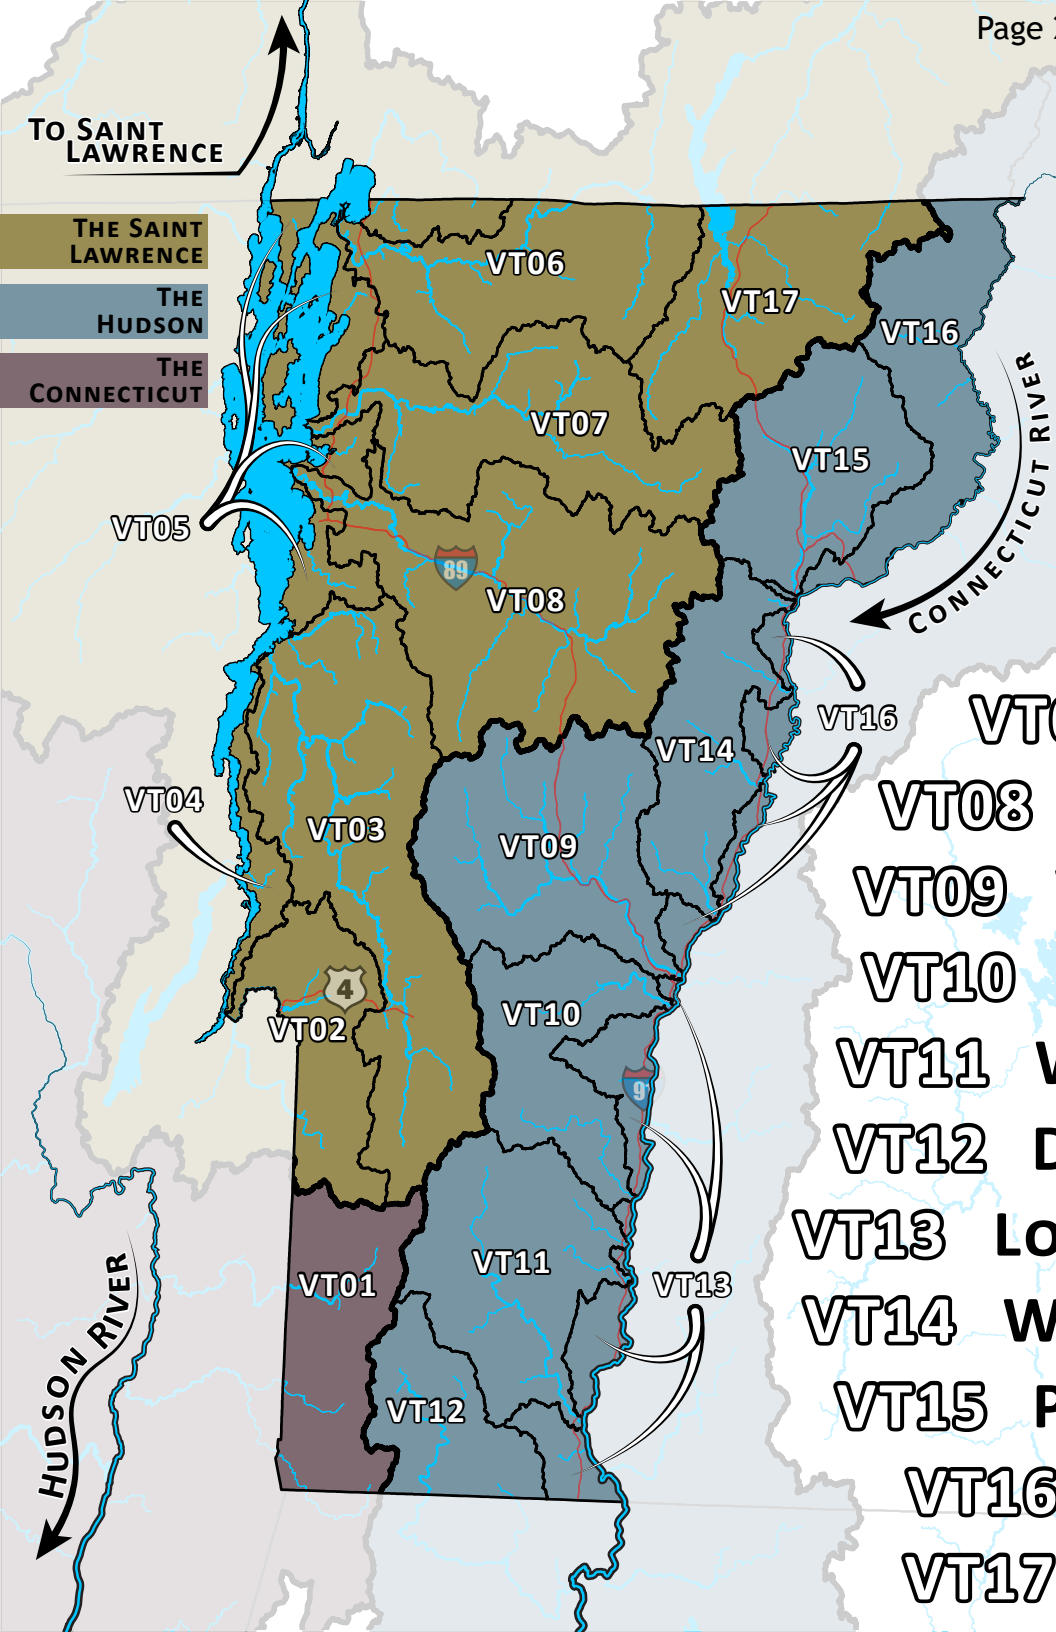 Page
To Saint
Lawrence
The Saint
Lawrence
The
Hudson
The
Connecticut
VT06
VT17
VT16
Connecticut River
VT07
VT15
VT05
89
VT08
VT16
VT14
VT04
VT03
VT09
4
VT02
VT10
91
VT11
VT01
VT13
VT12
Hudson River
VT08
VT09
VT10
VT11
VT12 D
VT13 Lo
VT14 W
VT15 P
VT16
VT17